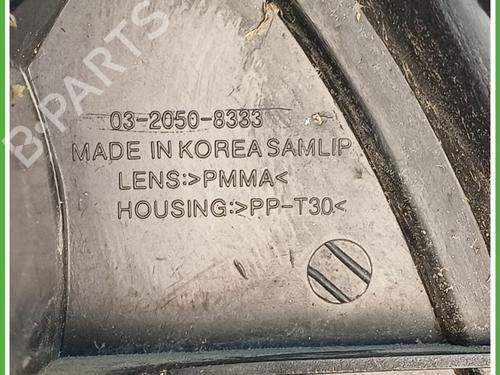 B-PARTS
03-2050-8333
MADE IN KOREA SAMLIP
LENS:>PMMA<
HOUSING:>PP-T30<